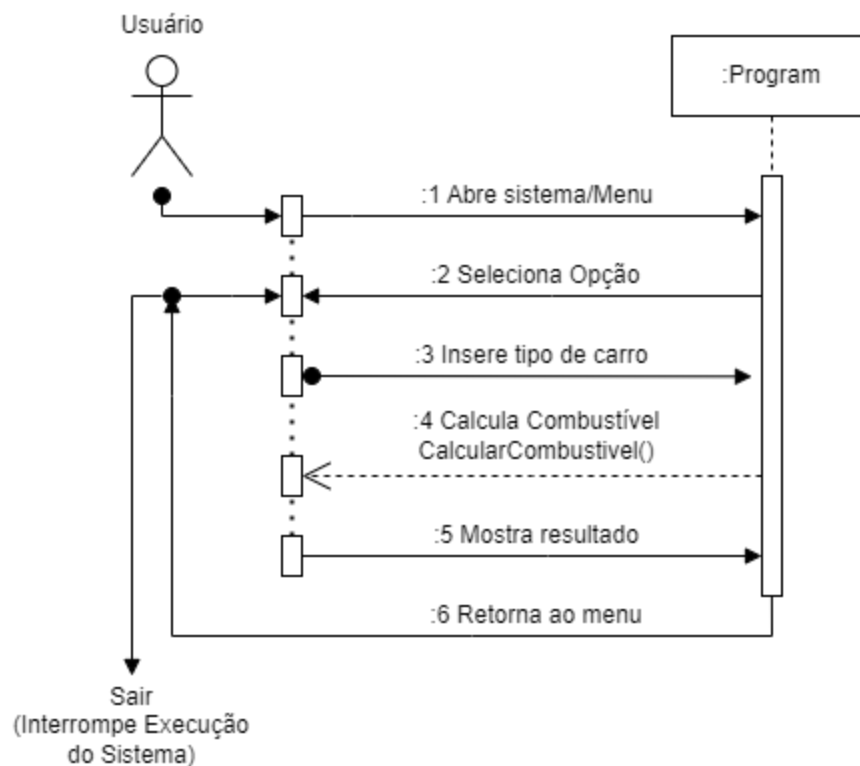 Usuário
:Program
:1 Abre sistema/Menu
:2 Seleciona Opção
:3 Insere tipo de carro
:4 Calcula Combustível
CalcularCombustivel()
:5 Mostra resultado
:6 Retorna ao menu
Sair
(Interrompe Execução
do Sistema)